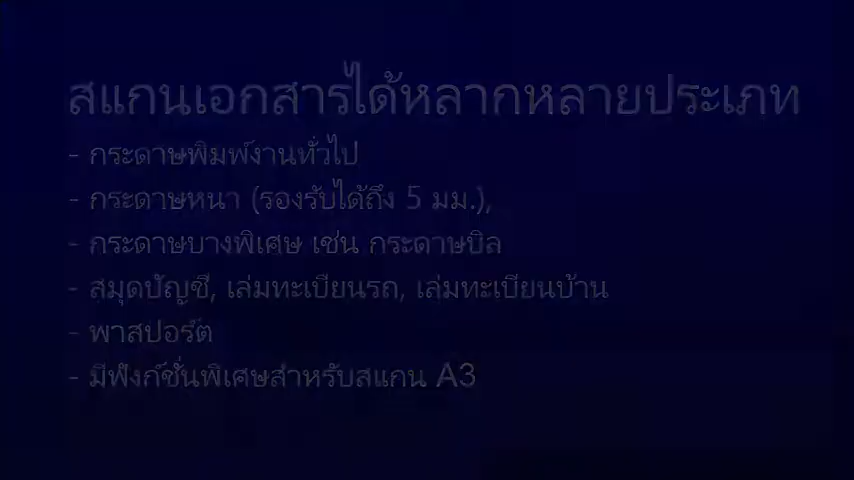 สแกนเอกสารได้หลากหลายประเภท
- กระดาษพิมพ์งานทั่วไป
- กระดาษหนา (รองรับได้ถึง 5 มม.),
- กระดาษบางพิเศษ เช่น กระดาษบิล
- สมุดบัญชี, เล่มทะเบียนรถ, เล่มทะเบียนบ้าน
- พาสปอร์ต
- มีฟังก์ชั่นพิเศษสำหรับสแกน A3